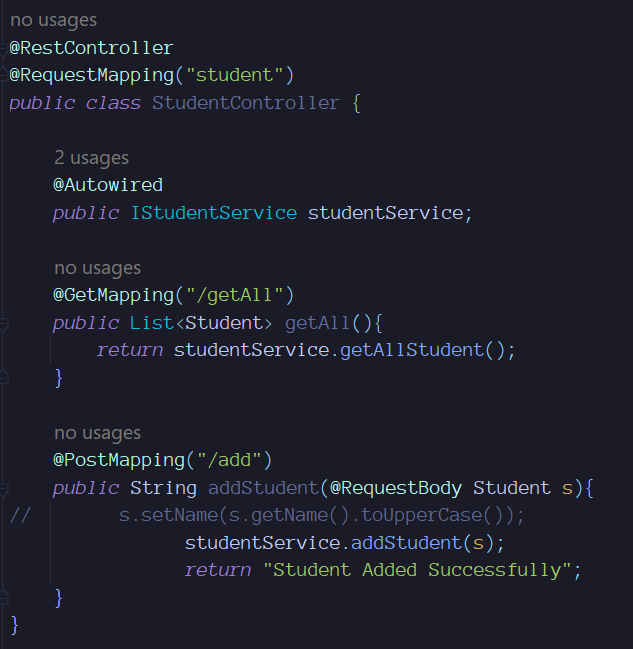 no usages
@RestController
@RequestMapping("student")
public class StudentController {
2 usages
@Autowired
public IStudentService studentService;
no usages
@GetMapping("/getAll")
public List<Student> getAll(){
return studentService.getAllStudent();
}
no usages
@PostMapping("/add")
public String addStudent(@RequestBody Student s){
//        s.setName(s.getName().toUpperCase());
studentService.addStudent(s);
return "Student Added Successfully";
}
}